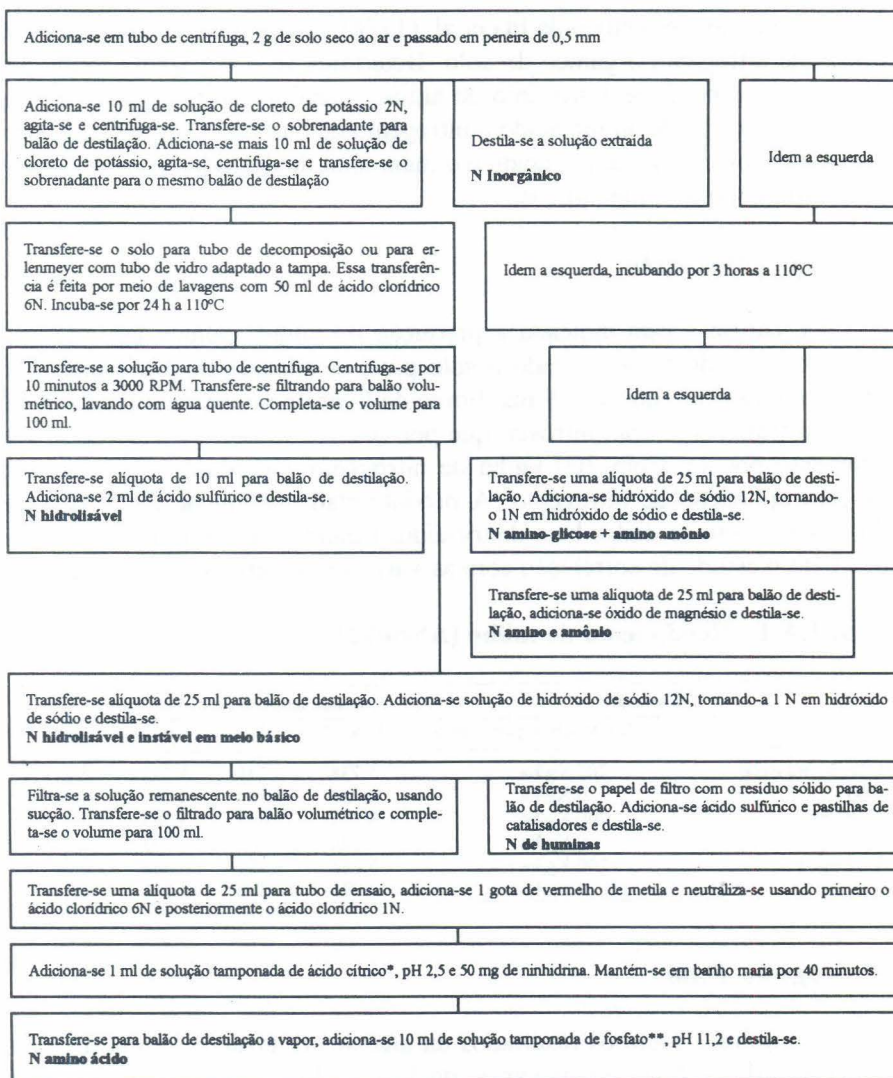 Adiciona-se em tubo de centrífuga, 2 g de solo seco ao ar e passado em peneira de 0,5 mm
Adiciona-se 10 ml de solução de cloreto de potássio 2N,
agita-se e centrifuga-se. Transfere-se o sobrenadante para
balão de destilação. Adiciona-se mais 10 ml de solução de
cloreto de potássio, agita-se, centrifuga-se e transfere-se o
sobrenadante para o mesmo balão de destilação
Destila-se a solução extraída
N Inorgânico
Idem a esquerda
Transfere-se o solo para tubo de decomposição ou para er-
lenmeyer com tubo de vidro adaptado a tampa. Essa transferên-
cia é feita por meio de lavagens com 50 ml de ácido clorídrico
6N. Incuba-se por 24 h a 110°C
Idem a esquerda, incubando por 3 horas a 110°C
Transfere-se a solução para tubo de centrífuga. Centrifuga-se por
10 minutos a 3000 RPM. Transfere-se filtrando para balão volu-
métrico, lavando com água quente. Completa-se o volume para
100 ml.
Idem a esquerda
Transfere-se alíquota de 10 ml para balão de destilação.
Adiciona-se 2 ml de ácido sulfúrico e destila-se.
N hidrolisável
Transfere-se uma alíquota de 25 ml para balão de desti-
lação. Adiciona-se hidróxido de sódio 12N, tornando-
o 1N em hidróxido de sódio e destila-se.
N amino-glicose + amino amônio
Transfere-se uma alíquota de 25 ml para balão de desti-
lação, adiciona-se óxido de magnésio e destila-se.
N amino e amônio
Transfere-se alíquota de 25 ml para balão de destilação. Adiciona-se solução de hidróxido de sódio 12N, tornando-a 1 N em hidróxido
de sódio e destila-se.
N hidrolisável e instável em meio básico
Filtra-se a solução remanescente no balão de destilação, usando
sucção. Transfere-se o filtrado para balão volumétrico e comple-
ta-se o volume para 100 ml.
Transfere-se o papel de filtro com o resíduo sólido para ba-
lão de destilação. Adiciona-se ácido sulfúrico e pastilhas de
catalisadores e destila-se.
N de huminas
Transfere-se uma alíquota de 25 ml para tubo de ensaio, adiciona-se 1 gota de vermelho de metila e neutraliza-se usando primeiro o
ácido clorídrico 6N e posteriormente o ácido clorídrico 1N.
Adiciona-se 1 ml de solução tamponada de ácido cítrico*, pH 2,5 e 50 mg de ninhidrina. Mantém-se em banho maria por 40 minutos.
Transfere-se para balão de destilação a vapor, adiciona-se 10 ml de solução tamponada de fosfato**, pH 11,2 e destila-se.
N amino ácido